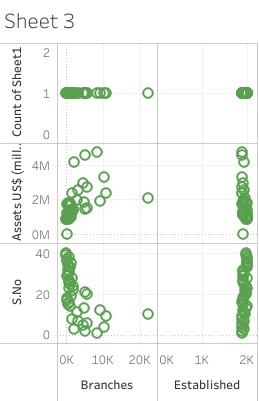 Sheet 3
Count of Sheet1
2
1
0
Assets US$ (mill..
4M
2M
0M
S.No
40
20
0
0K 10K 20K 0K 1K 2K
Branches Established